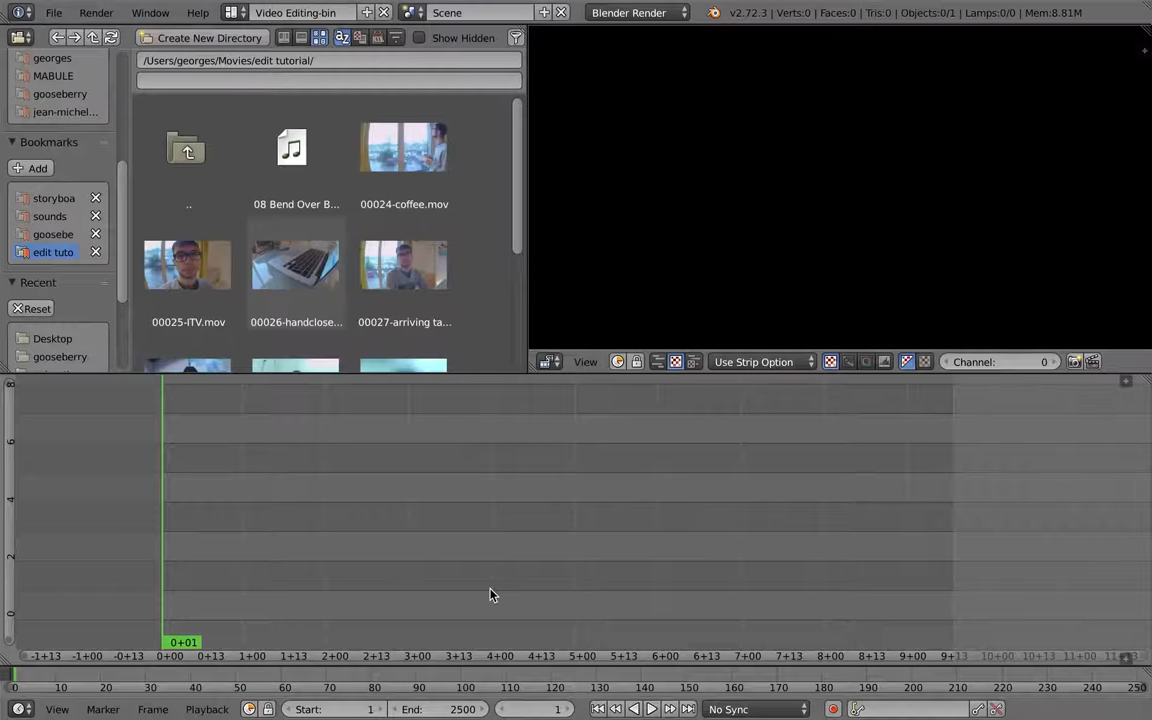 File Render Window Help Video Editing-bin Scene Blender Render v2.72.3 | Verts:0 | Faces:0 | Tris:0 | Objects:0/1 | Lamps:0/0 | Mem:8.81M
Create New Directory Show Hidden
georges
MABULE
gooseberry
jean-michel...
/Users/georges/Movies/edit tutorial/
Bookmarks
Add
storyboa
sounds
goosebe
edit tuto
Recent
Reset
Desktop
gooseberry
.. 08 Bend Over B... 00024-coffee.mov
00025-ITV.mov 00026-handclose... 00027-arriving ta...
View Use Strip Option Channel: 0
8
6
4
2
0
0+01
-1+13 -1+00 -0+13 0+00 0+13 1+00 1+13 2+00 2+13 3+00 3+13 4+00 4+13 5+00 5+13 6+00 6+13 7+00 7+13 8+00 8+13 9+00 9+13 10+00 10+13 11+00
0 10 20 30 40 50 60 70 80 90 100 110 120 130 140 150 160 170 180 190 200 210 220 230 240 250
View Marker Frame Playback Start: 1 End: 2500 1 No Sync